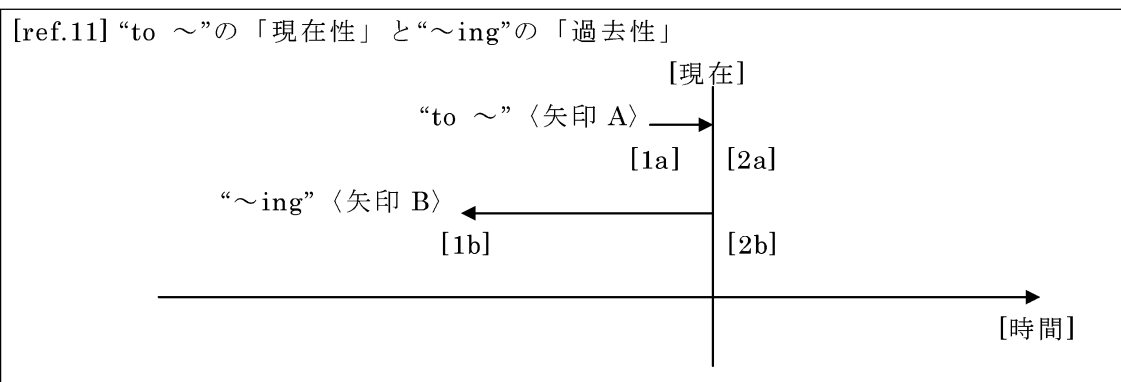 [ref.11] “to ～”の「現在性」と“～ing”の「過去性」
[現在]
“to ～”〈矢印 A〉
[1a] [2a]
“～ing”〈矢印 B〉
[1b] [2b]
[時間]